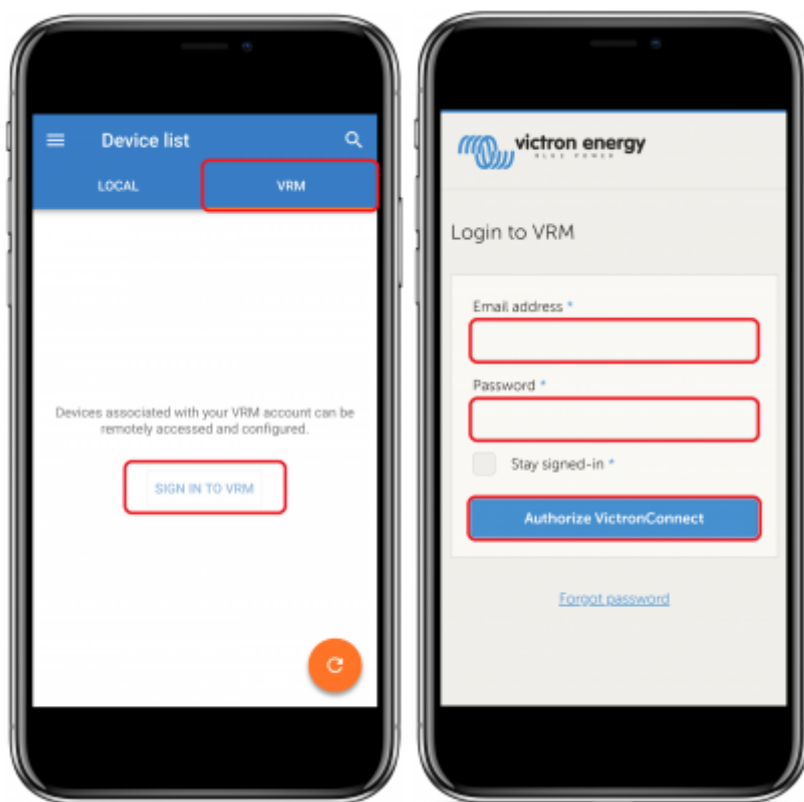 Device list
LOCAL VRM
Devices associated with your VRM account can be
remotely accessed and configured.
SIGN IN TO VRM
victron energy
BLUE POWER
Login to VRM
Email address *
Password *
Stay signed-in *
Authorize VictronConnect
Forgot password